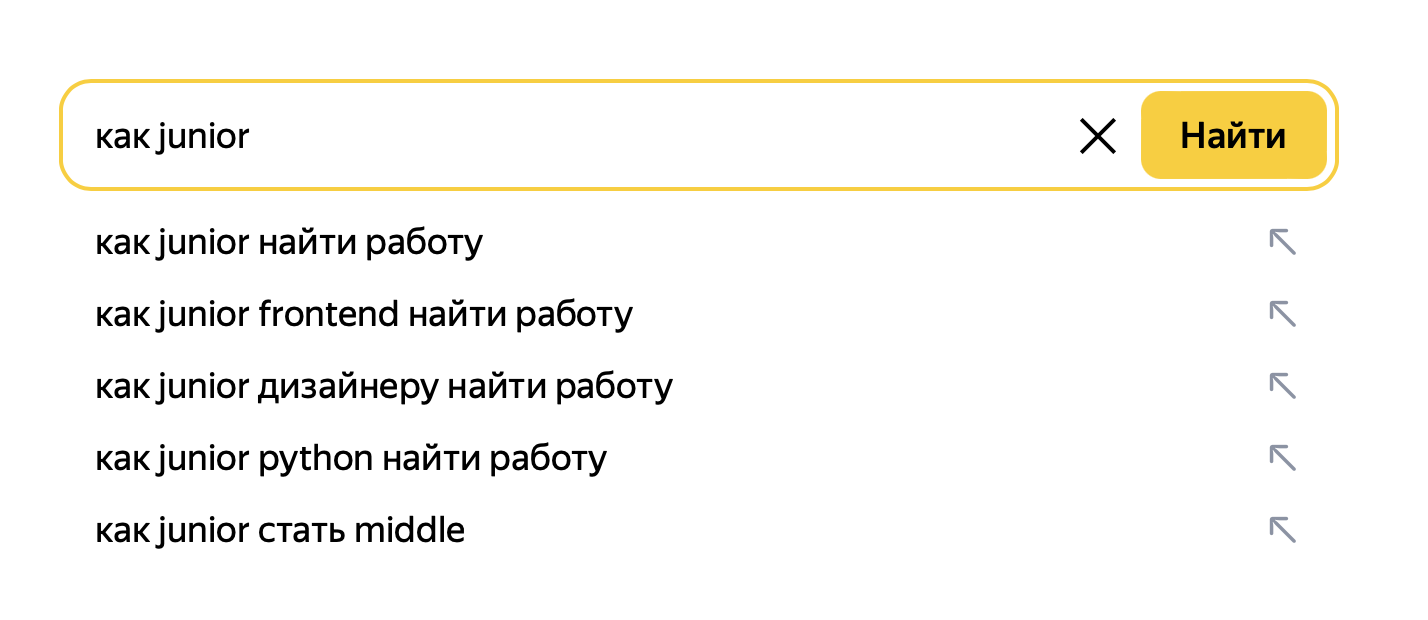 как junior
Найти
как junior найти работу
как junior frontend найти работу
как junior дизайнеру найти работу
как junior python найти работу
как junior стать middle